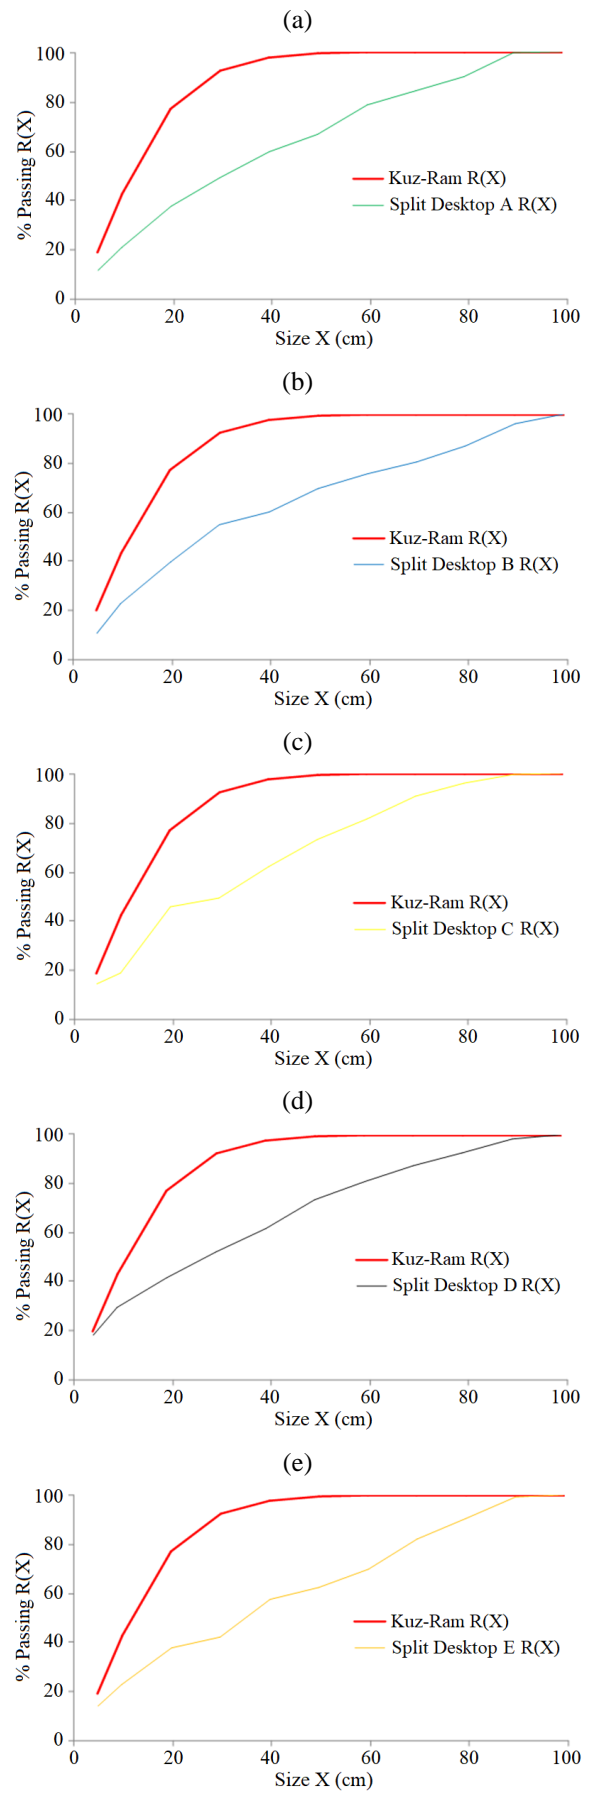 (a)
% Passing R(X)
100
80
60
40
20
0
Kuz-Ram R(X)
Split Desktop A R(X)
0 20 40 60 80 100
Size X (cm)
(b)
% Passing R(X)
100
80
60
40
20
0
Kuz-Ram R(X)
Split Desktop B R(X)
0 20 40 60 80 100
Size X (cm)
(c)
% Passing R(X)
100
80
60
40
20
0
Kuz-Ram R(X)
Split Desktop C R(X)
0 20 40 60 80 100
Size X (cm)
(d)
% Passing R(X)
100
80
60
40
20
0
Kuz-Ram R(X)
Split Desktop D R(X)
0 20 40 60 80 100
Size X (cm)
(e)
% Passing R(X)
100
80
60
40
20
0
Kuz-Ram R(X)
Split Desktop E R(X)
0 20 40 60 80 100
Size X (cm)